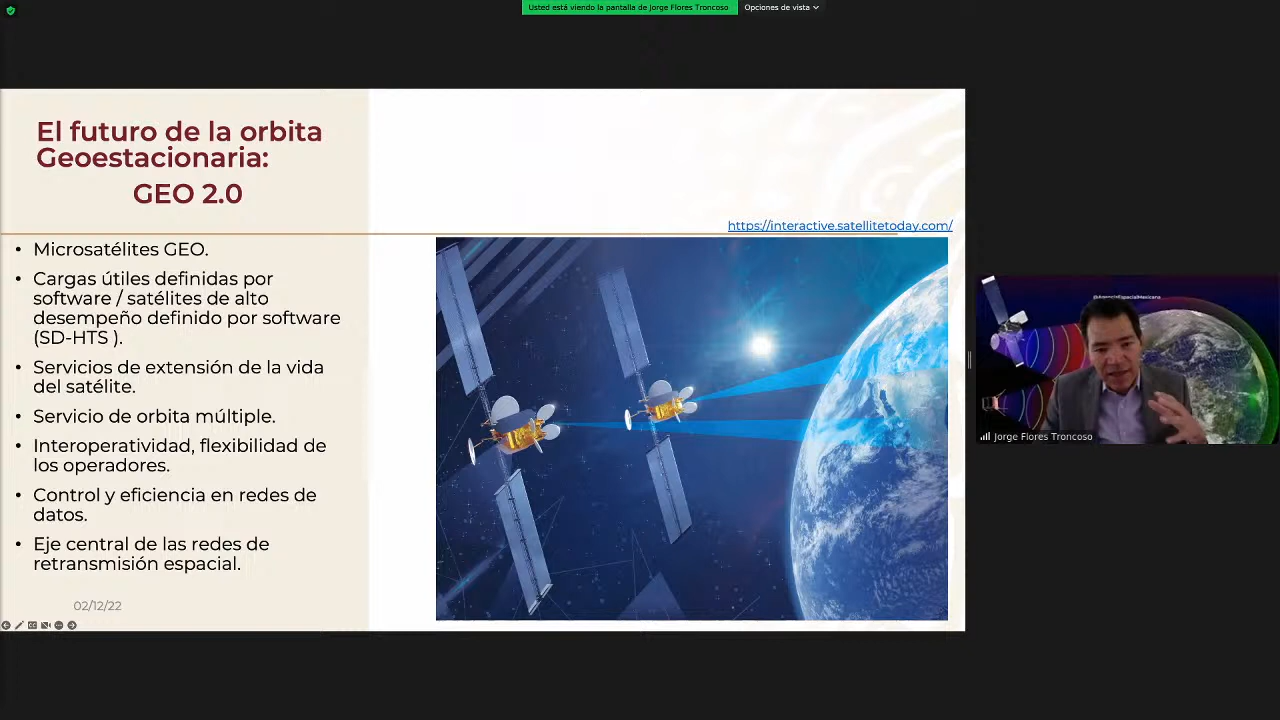 Usted está viendo la pantalla de Jorge Flores Troncoso
Opciones de vista
El futuro de la orbita
Geoestacionaria:
GEO 2.0
https://interactive.satellitetoday.com/
• Microsatélites GEO.
• Cargas útiles definidas por
software / satélites de alto
desempeño definido por software
(SD-HTS ).
• Servicios de extensión de la vida
del satélite.
• Servicio de orbita múltiple.
• Interoperatividad, flexibilidad de
los operadores.
• Control y eficiencia en redes de
datos.
• Eje central de las redes de
retransmisión espacial.
02/12/22
@AgenciaEspacialMexicana
Jorge Flores Troncoso